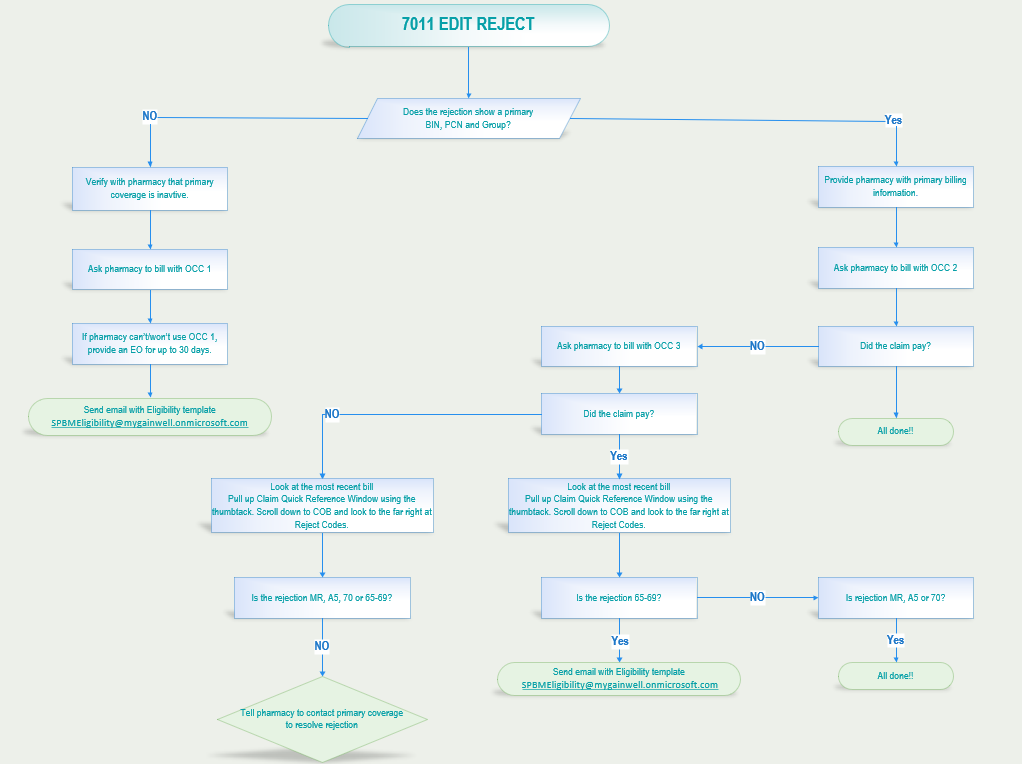 7011 EDIT REJECT
Does the rejection show a primary
BIN, PCN and Group?
NO
Yes
Verify with pharmacy that primary
coverage is inavtive.
Provide pharmacy with primary billing
information.
Ask pharmacy to bill with OCC 1
Ask pharmacy to bill with OCC 2
If pharmacy can't/won't use OCC 1,
provide an EO for up to 30 days.
Ask pharmacy to bill with OCC 3
NO
Did the claim pay?
Send email with Eligibility template
SPBMEligibility@mygainwell.onmicrosoft.com
NO
Did the claim pay?
All done!!
Yes
Look at the most recent bill
Pull up Claim Quick Reference Window using the
thumbtack. Scroll down to COB and look to the far right at
Reject Codes.
Look at the most recent bill
Pull up Claim Quick Reference Window using the
thumbtack. Scroll down to COB and look to the far right at
Reject Codes.
Is the rejection MR, A5, 70 or 65-69?
Is the rejection 65-69?
NO
Is rejection MR, A5 or 70?
NO
Yes
Yes
Send email with Eligibility template
SPBMEligibility@mygainwell.onmicrosoft.com
All done!!
Tell pharmacy to contact primary coverage
to resolve rejection